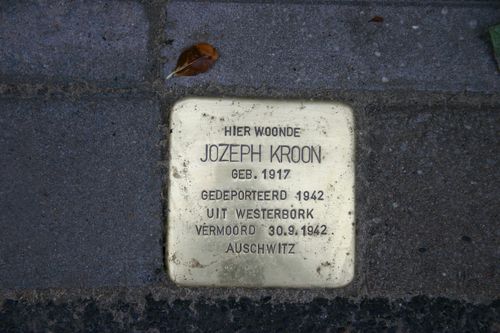 HIER WOONDE
JOZEPH KROON
GEB. 1917
GEDEPORTEERD 1942
UIT WESTERBORK
VERMOORD 30.9.1942
AUSCHWITZ